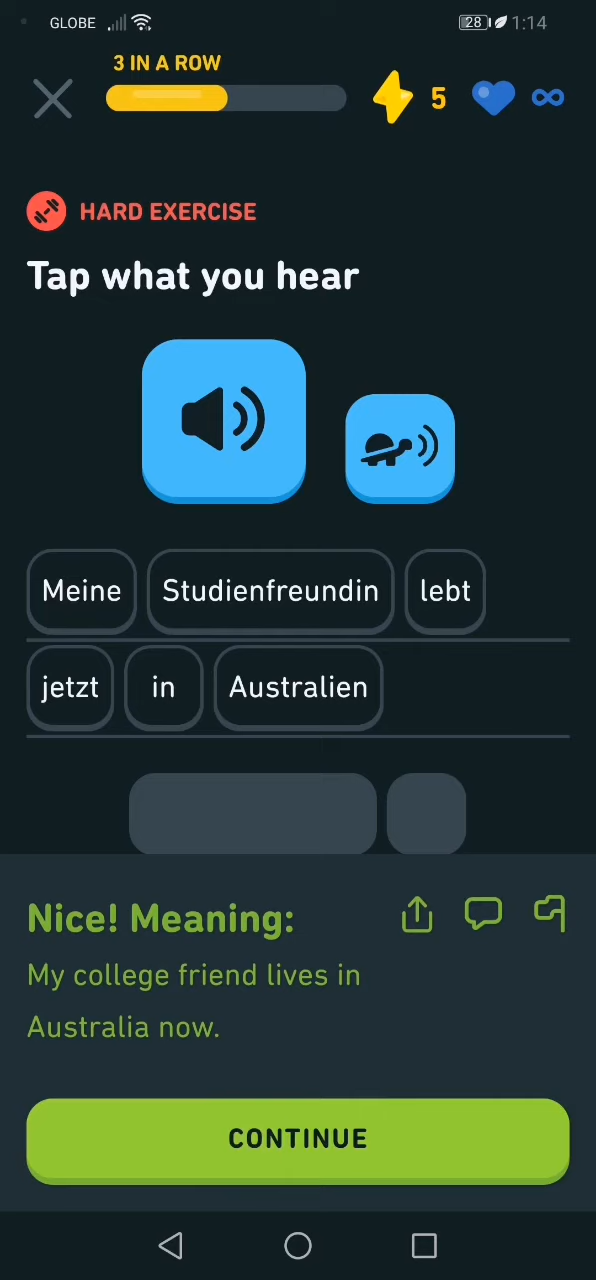 GLOBE 28 1:14
3 IN A ROW
5
HARD EXERCISE
Tap what you hear
Meine Studienfreundin lebt
jetzt in Australien
Nice! Meaning:
My college friend lives in
Australia now.
CONTINUE